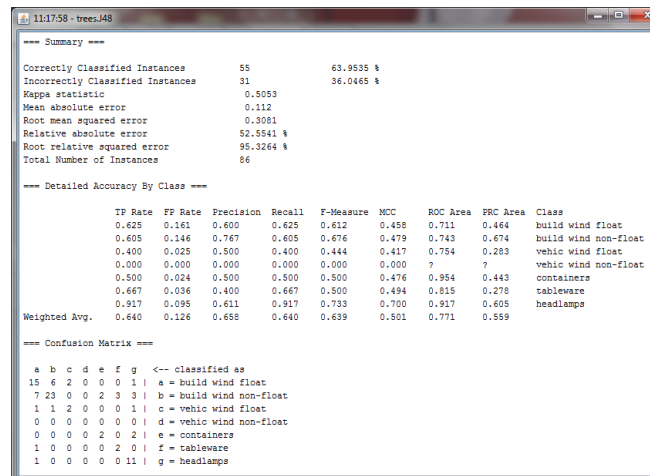 11:17:58 - trees.J48
=== Summary ===
Correctly Classified Instances 55 63.9535 %
Incorrectly Classified Instances 31 36.0465 %
Kappa statistic 0.5053
Mean absolute error 0.112
Root mean squared error 0.3081
Relative absolute error 52.5541 %
Root relative squared error 95.3264 %
Total Number of Instances 86
=== Detailed Accuracy By Class ===
TP Rate FP Rate Precision Recall F-Measure MCC ROC Area PRC Area Class
0.625 0.161 0.600 0.625 0.612 0.458 0.711 0.464 build wind float
0.605 0.146 0.767 0.605 0.676 0.479 0.743 0.674 build wind non-float
0.400 0.025 0.500 0.400 0.444 0.417 0.754 0.283 vehic wind float
0.000 0.000 0.000 0.000 0.000 0.000 ? ? vehic wind non-float
0.500 0.024 0.500 0.500 0.500 0.476 0.954 0.443 containers
0.667 0.036 0.400 0.667 0.500 0.494 0.815 0.278 tableware
0.917 0.095 0.611 0.917 0.733 0.700 0.917 0.605 headlamps
Weighted Avg. 0.640 0.126 0.658 0.640 0.639 0.501 0.771 0.559
=== Confusion Matrix ===
a b c d e f g <-- classified as
15 6 2 0 0 0 1 | a = build wind float
7 23 0 0 2 3 3 | b = build wind non-float
1 1 2 0 0 0 1 | c = vehic wind float
0 0 0 0 0 0 0 | d = vehic wind non-float
0 0 0 0 2 0 2 | e = containers
1 0 0 0 0 2 0 | f = tableware
1 0 0 0 0 0 11 | g = headlamps